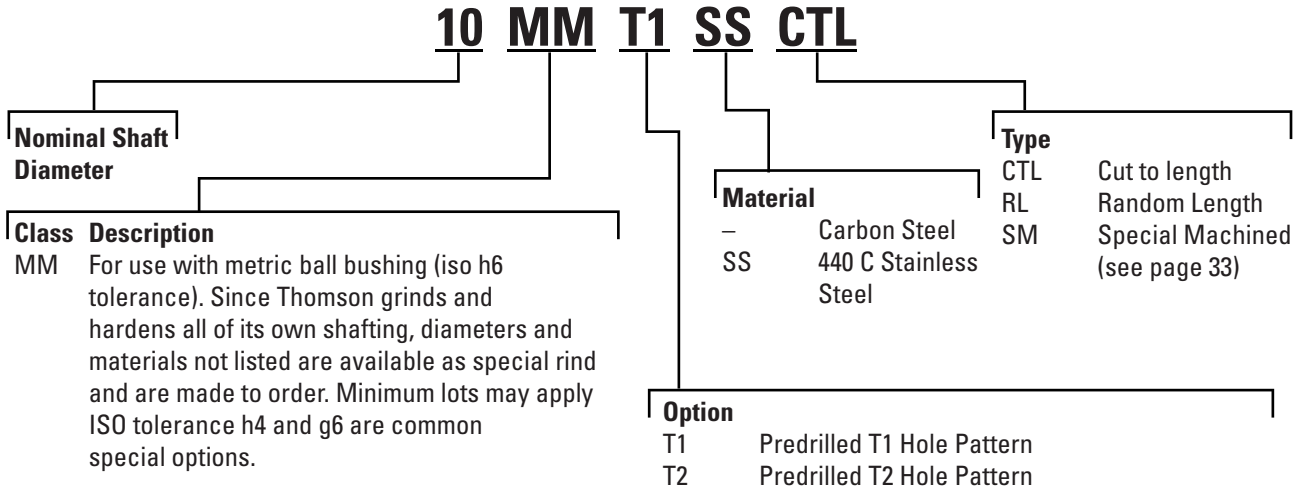 10 MM T1 SS CTL
Nominal Shaft
Diameter
Class Description
MM For use with metric ball bushing (iso h6
tolerance). Since Thomson grinds and
hardens all of its own shafting, diameters and
materials not listed are available as special rind
and are made to order. Minimum lots may apply
ISO tolerance h4 and g6 are common
special options.
Material
– Carbon Steel
SS 440 C Stainless
Steel
Type
CTL Cut to length
RL Random Length
SM Special Machined
(see page 33)
Option
T1 Predrilled T1 Hole Pattern
T2 Predrilled T2 Hole Pattern